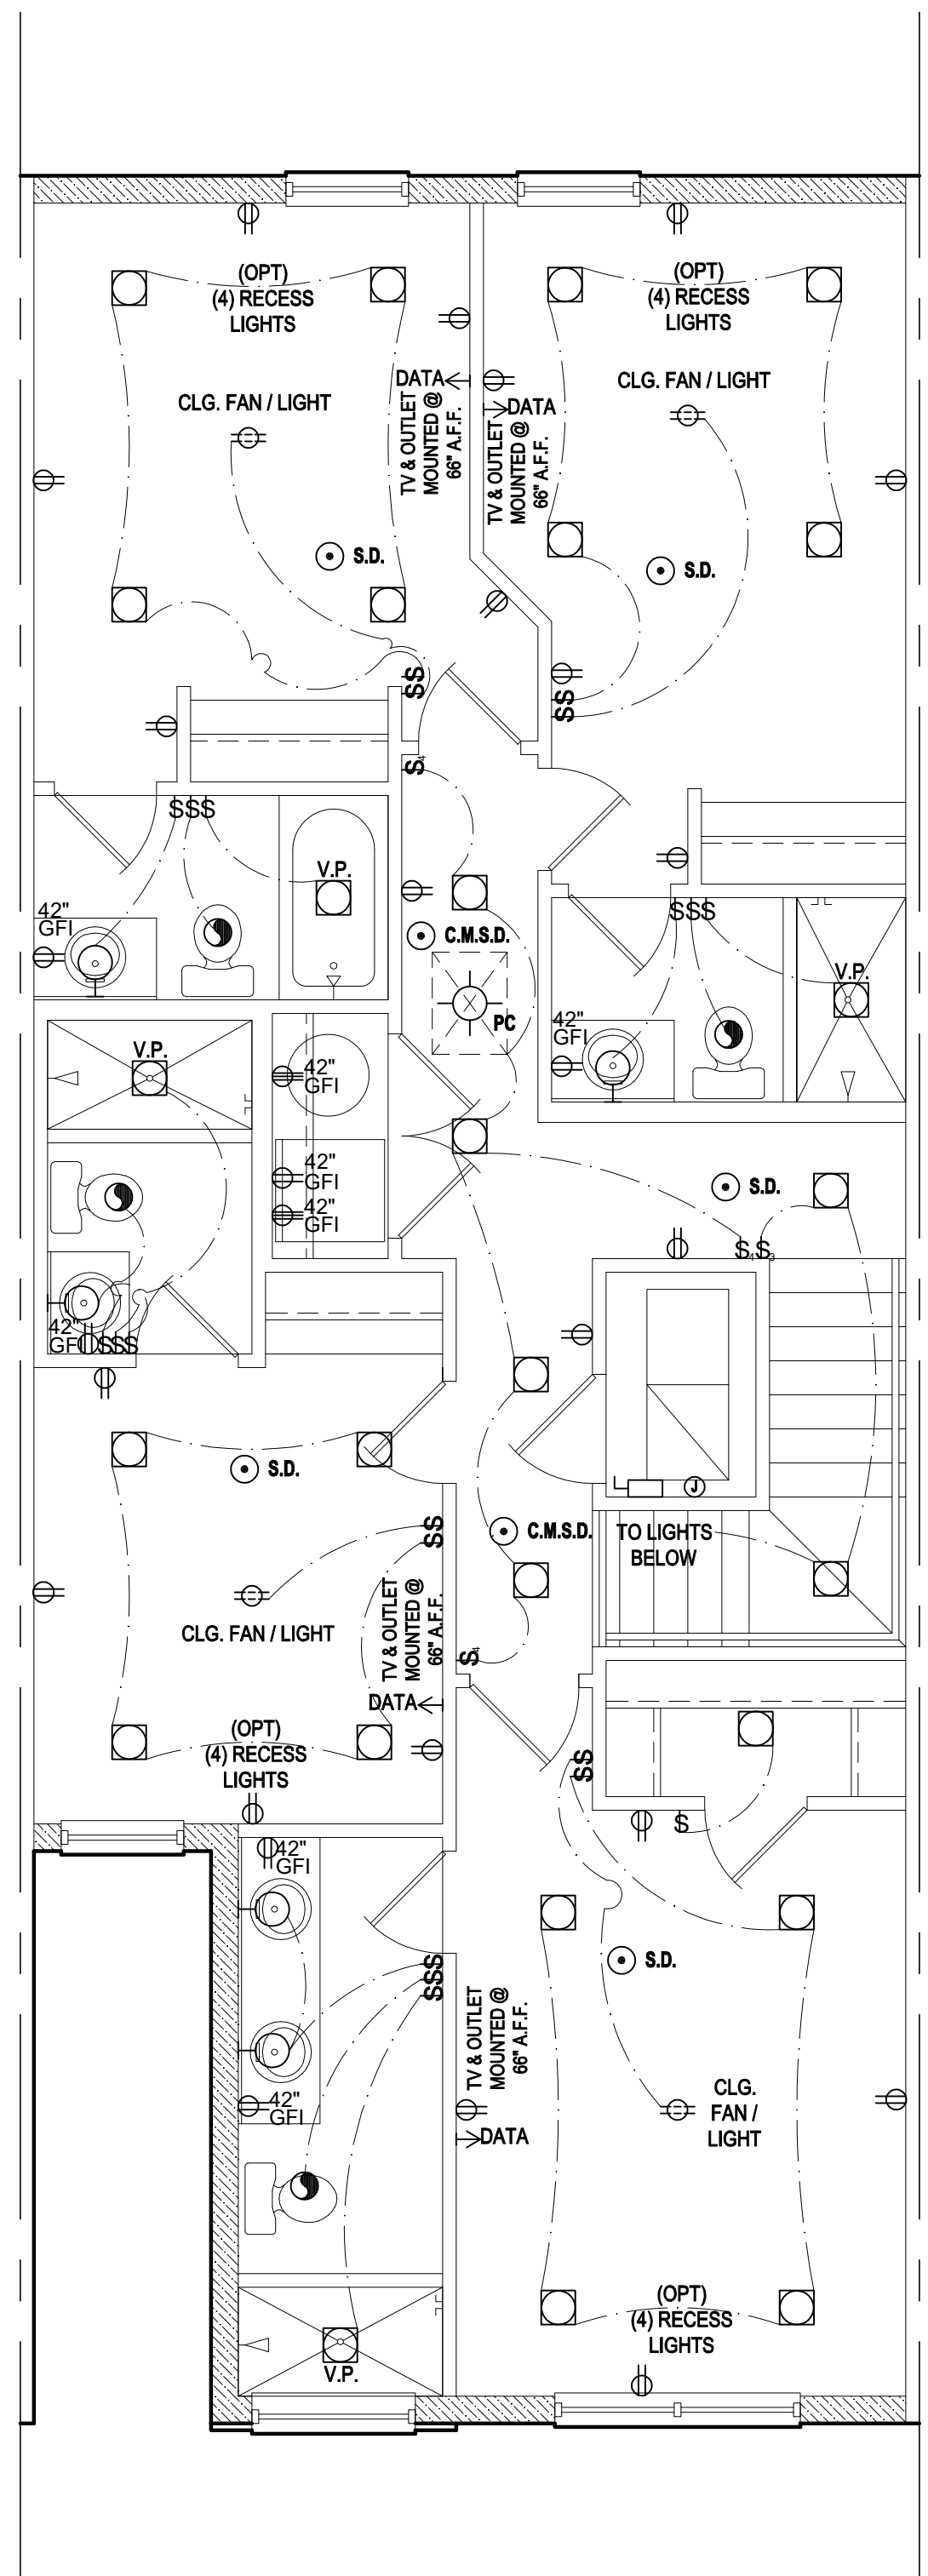 (OPT)
(4) RECESS
LIGHTS
(OPT)
(4) RECESS
LIGHTS
CLG. FAN / LIGHT
DATA
TV & OUTLET
MOUNTED @
66" A.F.F.
CLG. FAN / LIGHT
DATA
TV & OUTLET
MOUNTED @
66" A.F.F.
S.D.
S.D.
SS
SS
S4
SSS
V.P.
42"
GFI
C.M.S.D.
PC
SSS
V.P.
42"
GFI
V.P.
42"
GFI
42"
GFI
42"
GFI
S.D.
S4S3
42"
GFI
SSS
S.D.
J
SS
C.M.S.D.
TO LIGHTS
BELOW
CLG. FAN / LIGHT
TV & OUTLET
MOUNTED @
66" A.F.F.
S4
DATA
(OPT)
(4) RECESS
LIGHTS
SS
S
42"
GFI
SSS
S.D.
TV & OUTLET
MOUNTED @
66" A.F.F.
42"
GFI
DATA
CLG.
FAN /
LIGHT
(OPT)
(4) RECESS
LIGHTS
V.P.